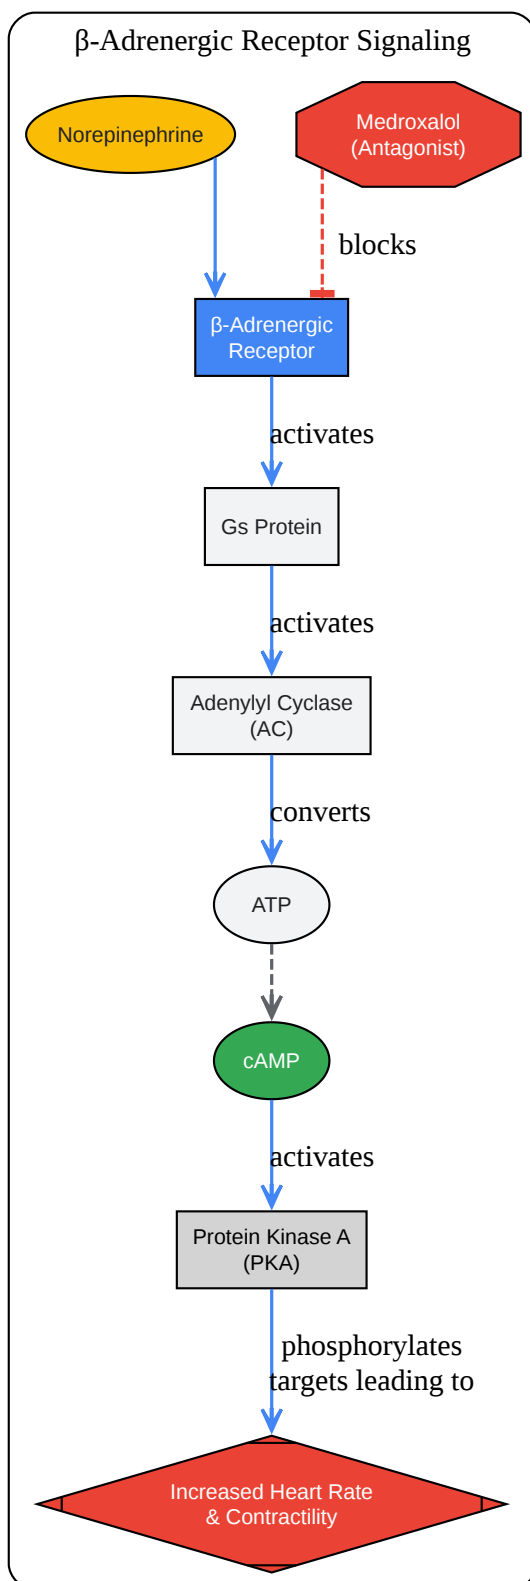 β-Adrenergic Receptor Signaling
Norepinephrine
Medroxalol
(Antagonist)
blocks
β-Adrenergic
Receptor
activates
Gs Protein
activates
Adenylyl Cyclase
(AC)
converts
ATP
cAMP
activates
Protein Kinase A
(PKA)
phosphorylates
targets leading to
Increased Heart Rate
& Contractility